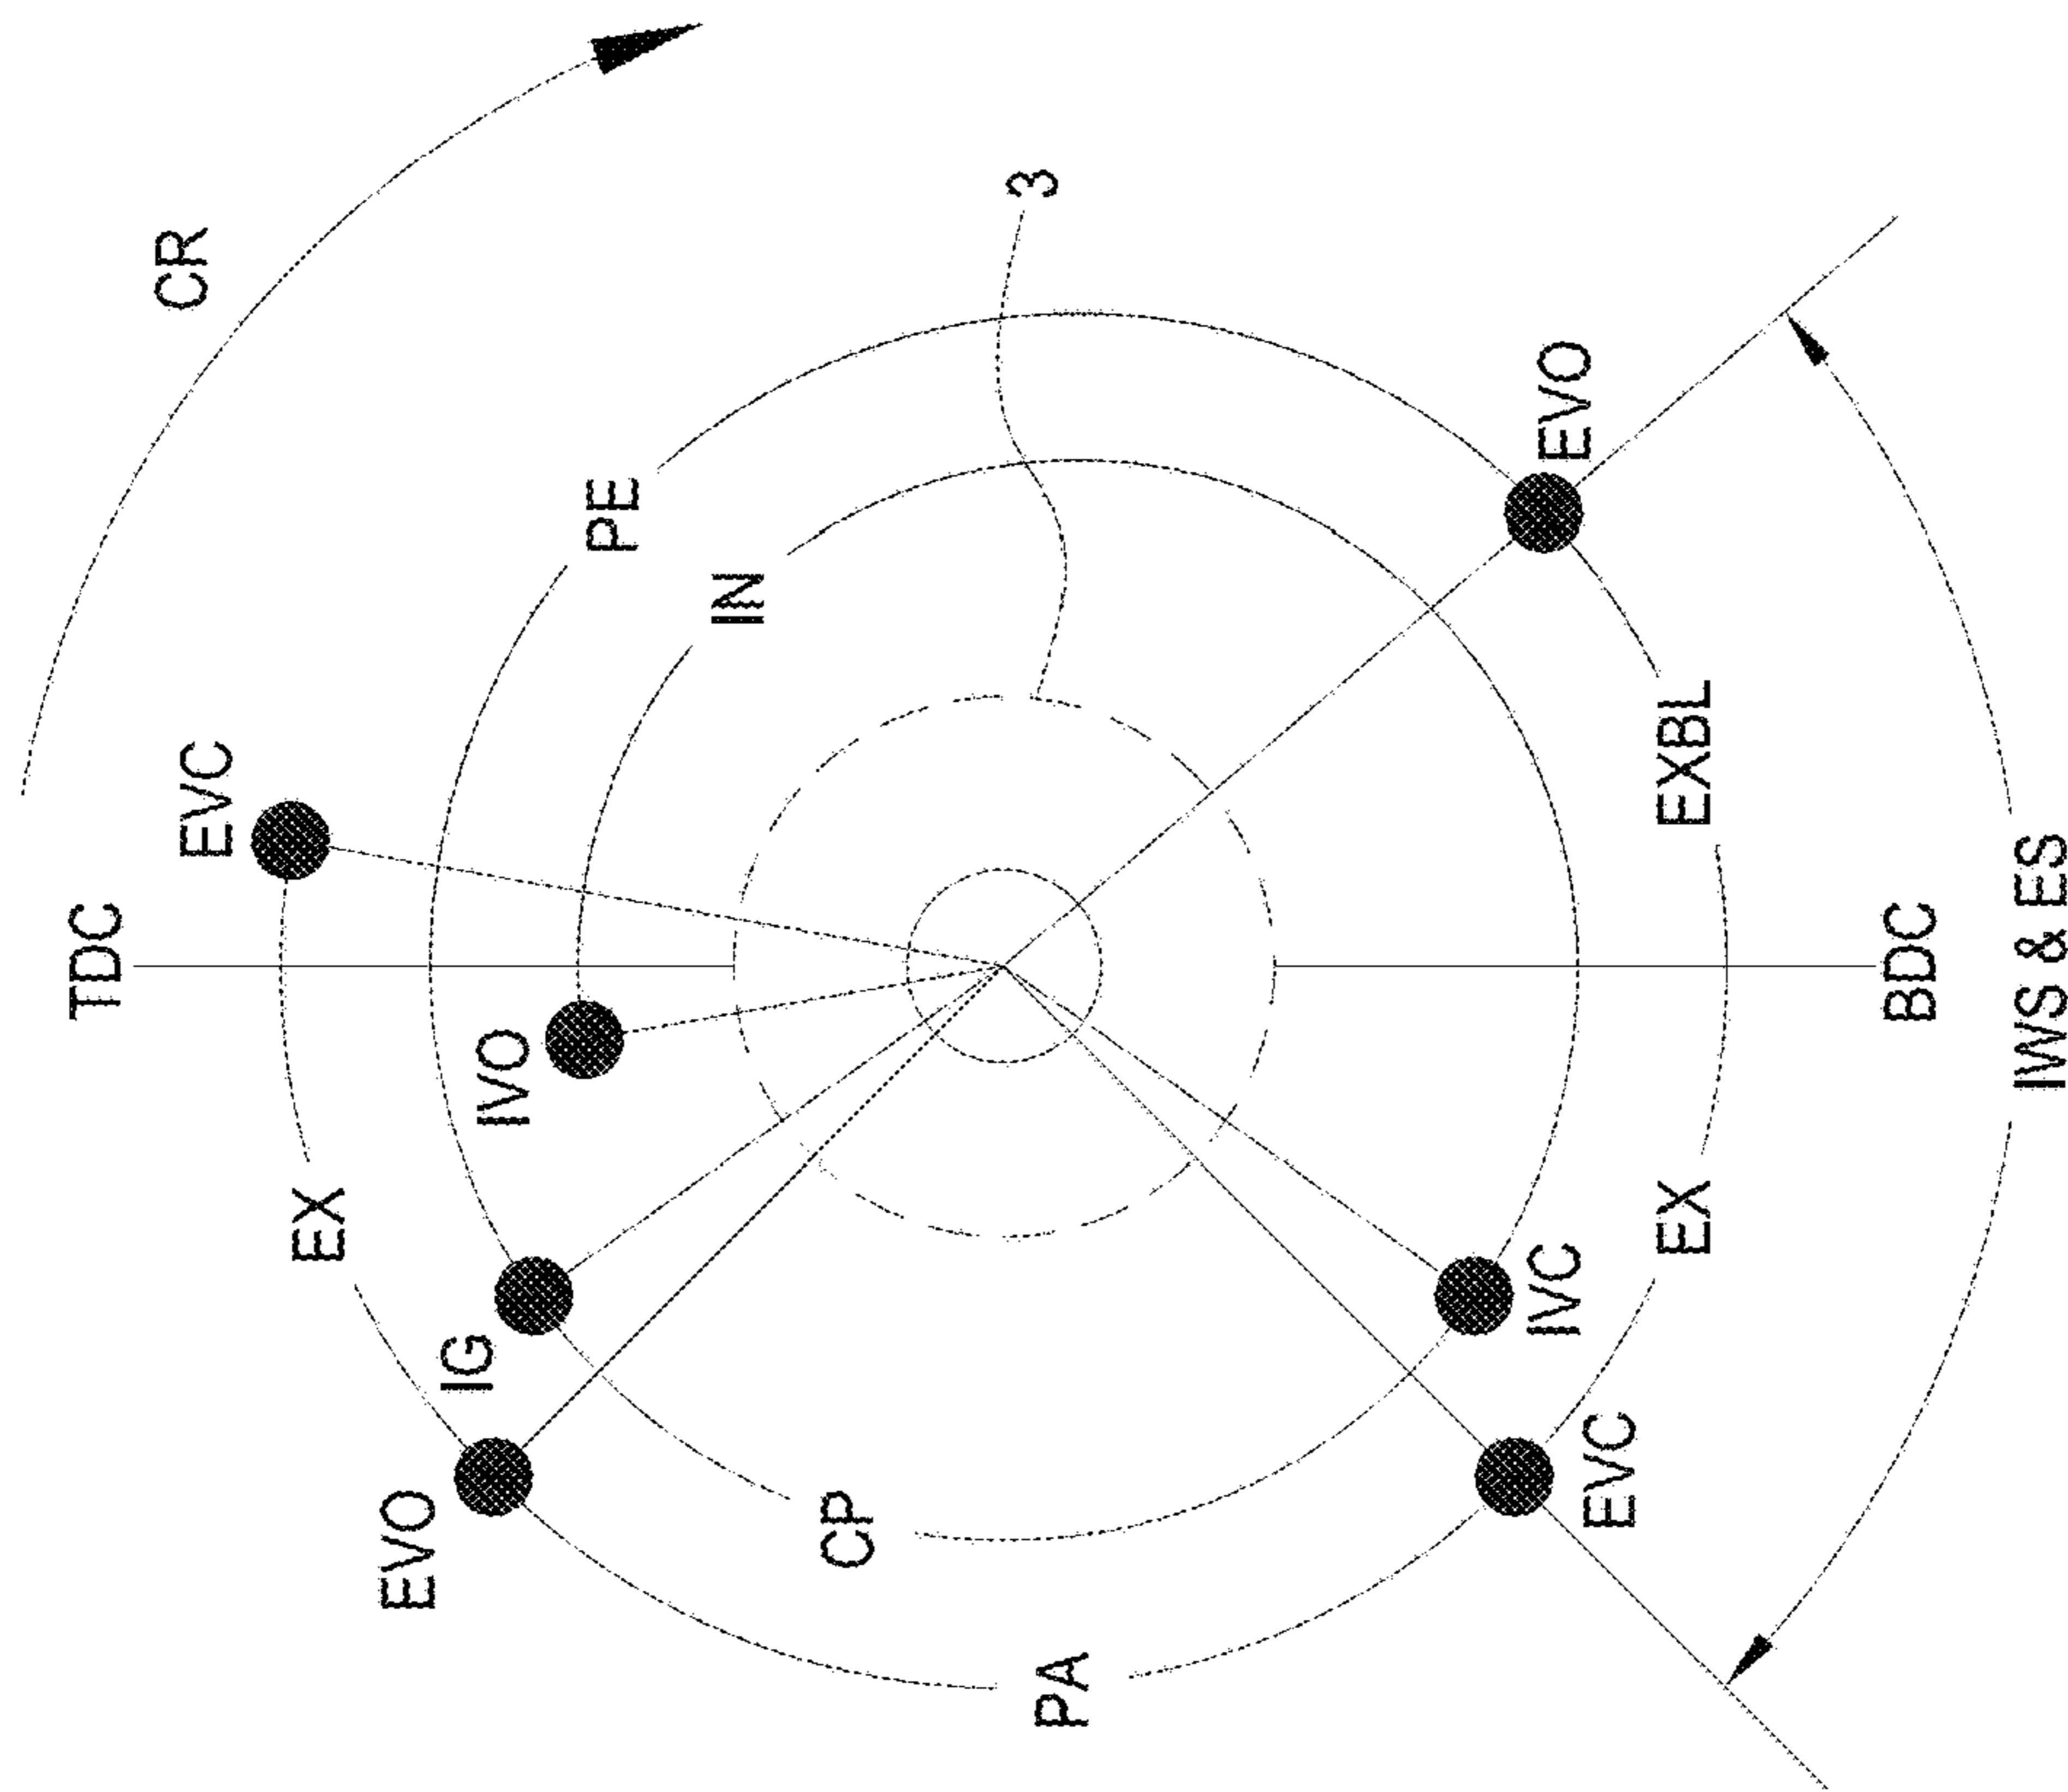 TDC
CR
EVC
EX
EVO
IG
IVO
PE
IN
CP
3
PA
IVC
EVO
EVC
EX
EXBL
BDC
IWS & ES